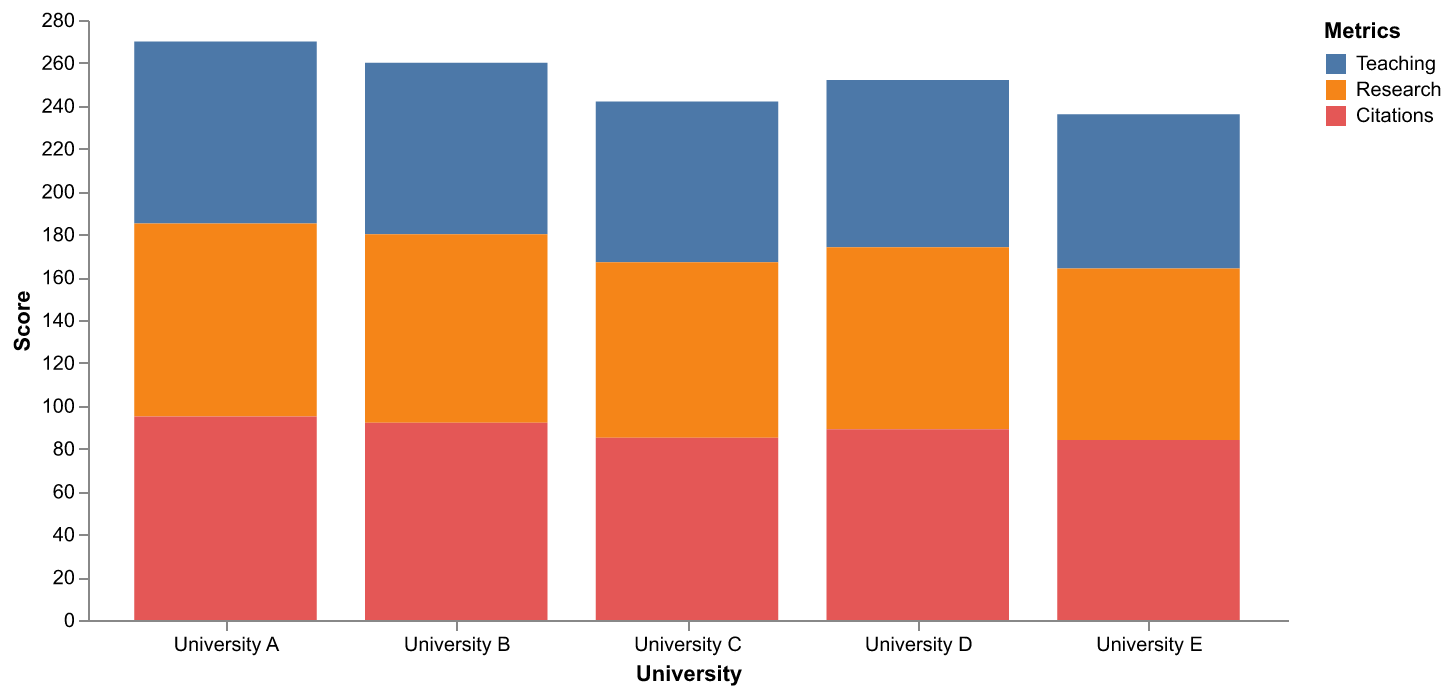 280
260
240
220
200
180
160
140
120
100
80
60
40
20
0
Score
University A
University B
University C
University D
University E
University
Metrics
Teaching
Research
Citations